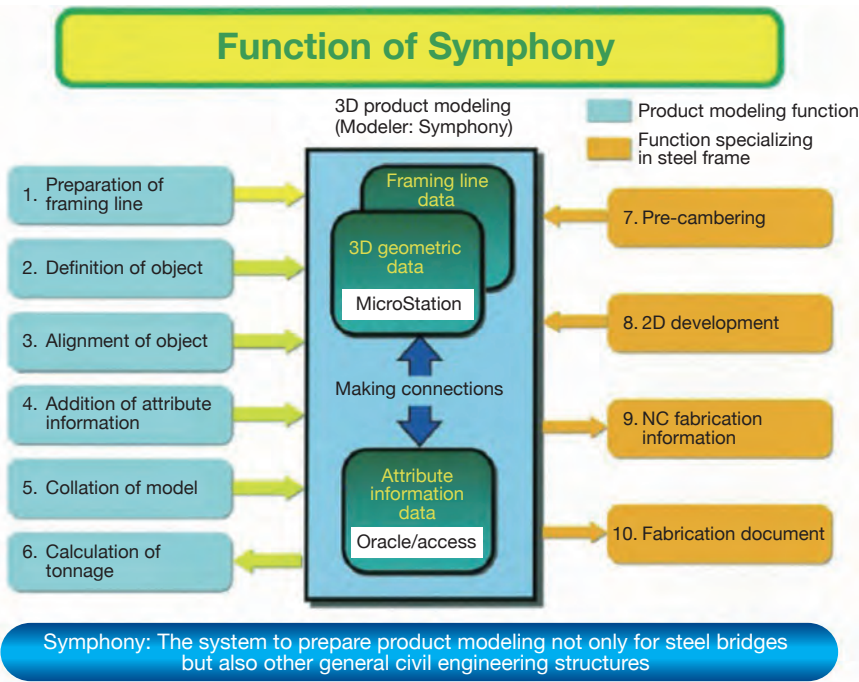 Function of Symphony
3D product modeling
(Modeler: Symphony)
Product modeling function
Function specializing
in steel frame
1. Preparation of
framing line
2. Definition of object
3. Alignment of object
4. Addition of attribute
information
5. Collation of model
6. Calculation of
tonnage
Framing line
data
3D geometric
data
MicroStation
Making connections
Attribute
information
data
Oracle/access
7. Pre-cambering
8. 2D development
9. NC fabrication
information
10. Fabrication document
Symphony: The system to prepare product modeling not only for steel bridges
but also other general civil engineering structures